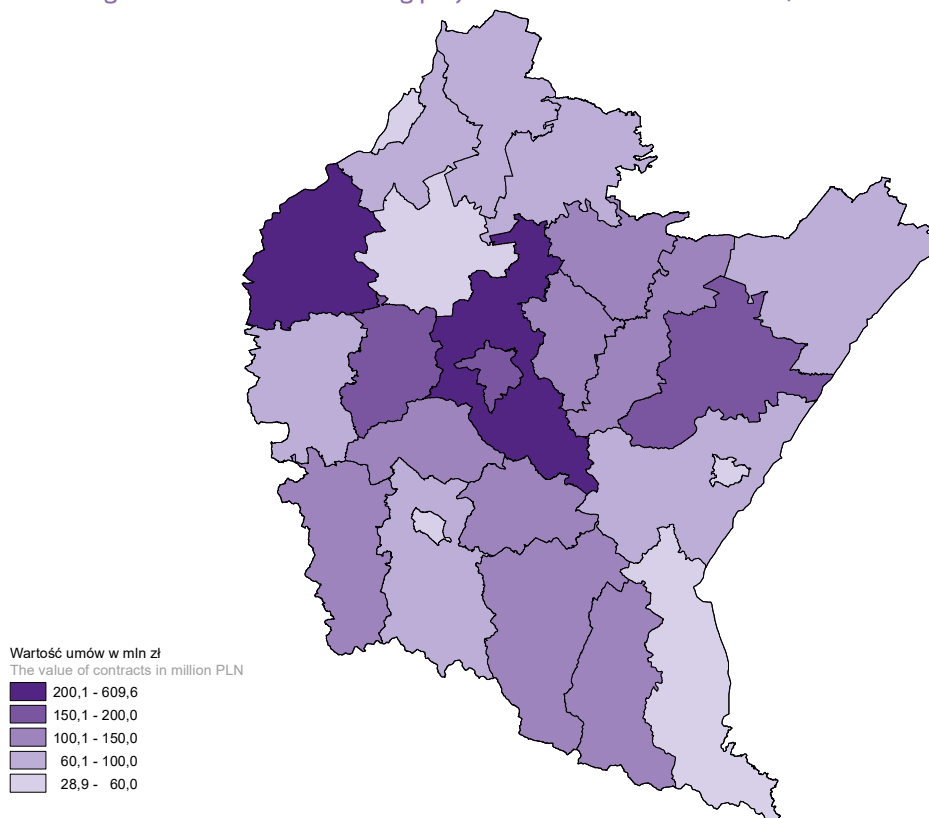 Wartość umów w mln zł
The value of contracts in million PLN
200,1 - 609,6
150,1 - 200,0
100,1 - 150,0
60,1 - 100,0
28,9 - 60,0